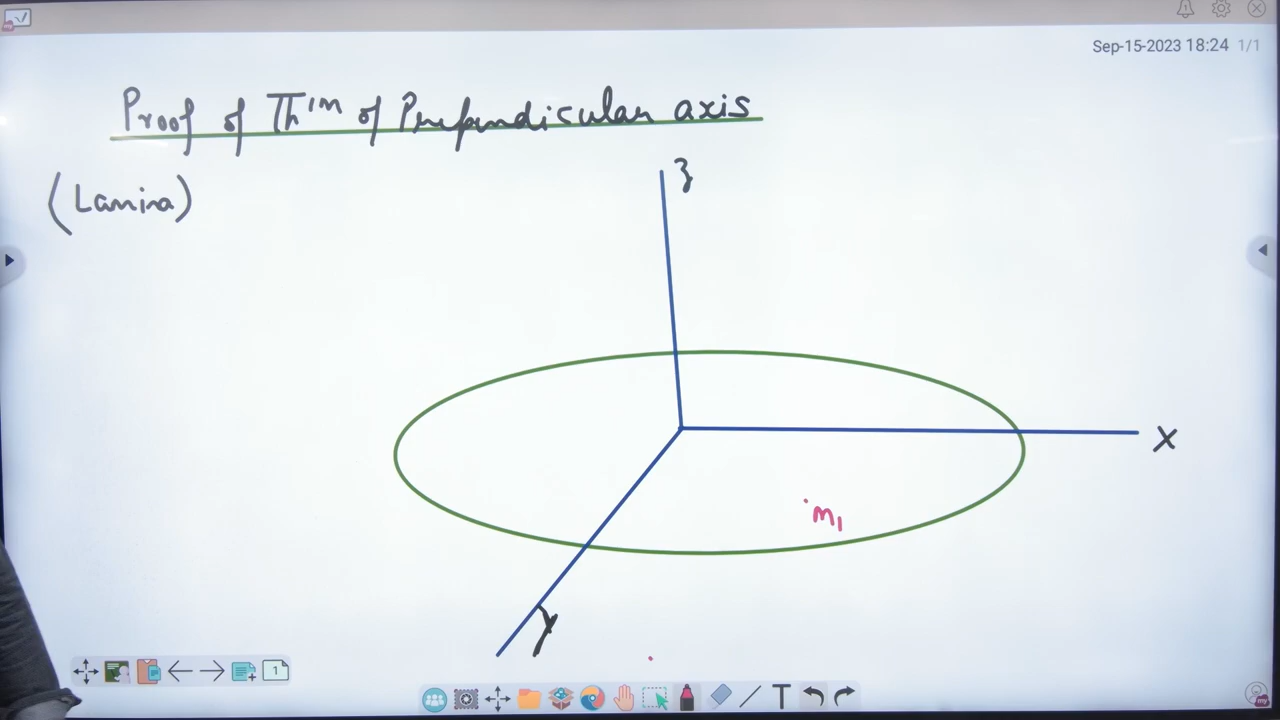 Sep-15-2023 18:24 1/1
Proof of Th'm of Perpendicular axis
(Lamina)
z
x
m1
y
1
T